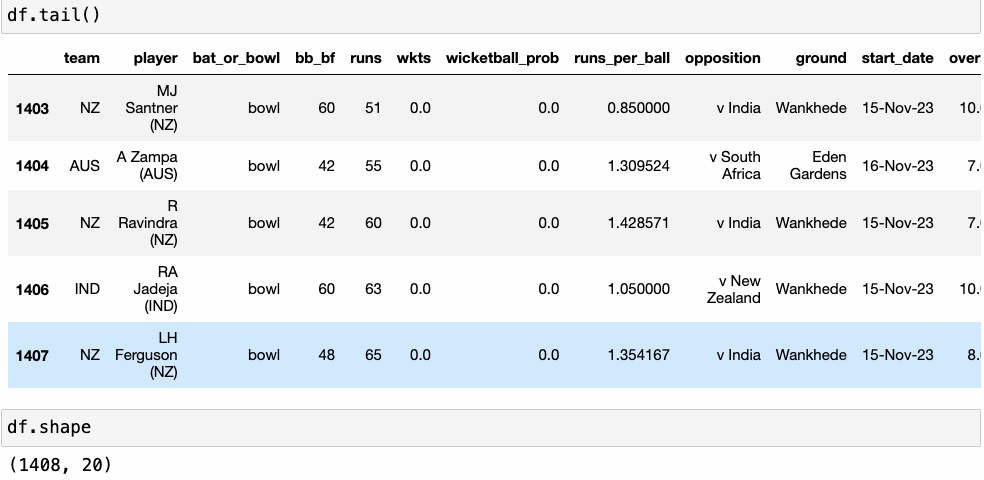 df.tail()
team player bat_or_bowl bb_bf runs wkts wicketball_prob runs_per_ball opposition ground start_date over
1403 NZ MJ Santner (NZ) bowl 60 51 0.0 0.0 0.850000 v India Wankhede 15-Nov-23 10.
1404 AUS A Zampa (AUS) bowl 42 55 0.0 0.0 1.309524 v South Africa Eden Gardens 16-Nov-23 7.
1405 NZ R Ravindra (NZ) bowl 42 60 0.0 0.0 1.428571 v India Wankhede 15-Nov-23 7.
1406 IND RA Jadeja (IND) bowl 60 63 0.0 0.0 1.050000 v New Zealand Wankhede 15-Nov-23 10.
1407 NZ LH Ferguson (NZ) bowl 48 65 0.0 0.0 1.354167 v India Wankhede 15-Nov-23 8.
df.shape
(1408, 20)